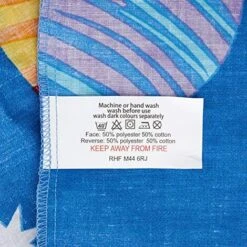 Machine or hand wash
wash before use
wash dark colours separately
Face: 50% polyester 50% cotton
Reverse: 50% polyester 50% cotton
KEEP AWAY FROM FIRE
RHF M44 6RJ